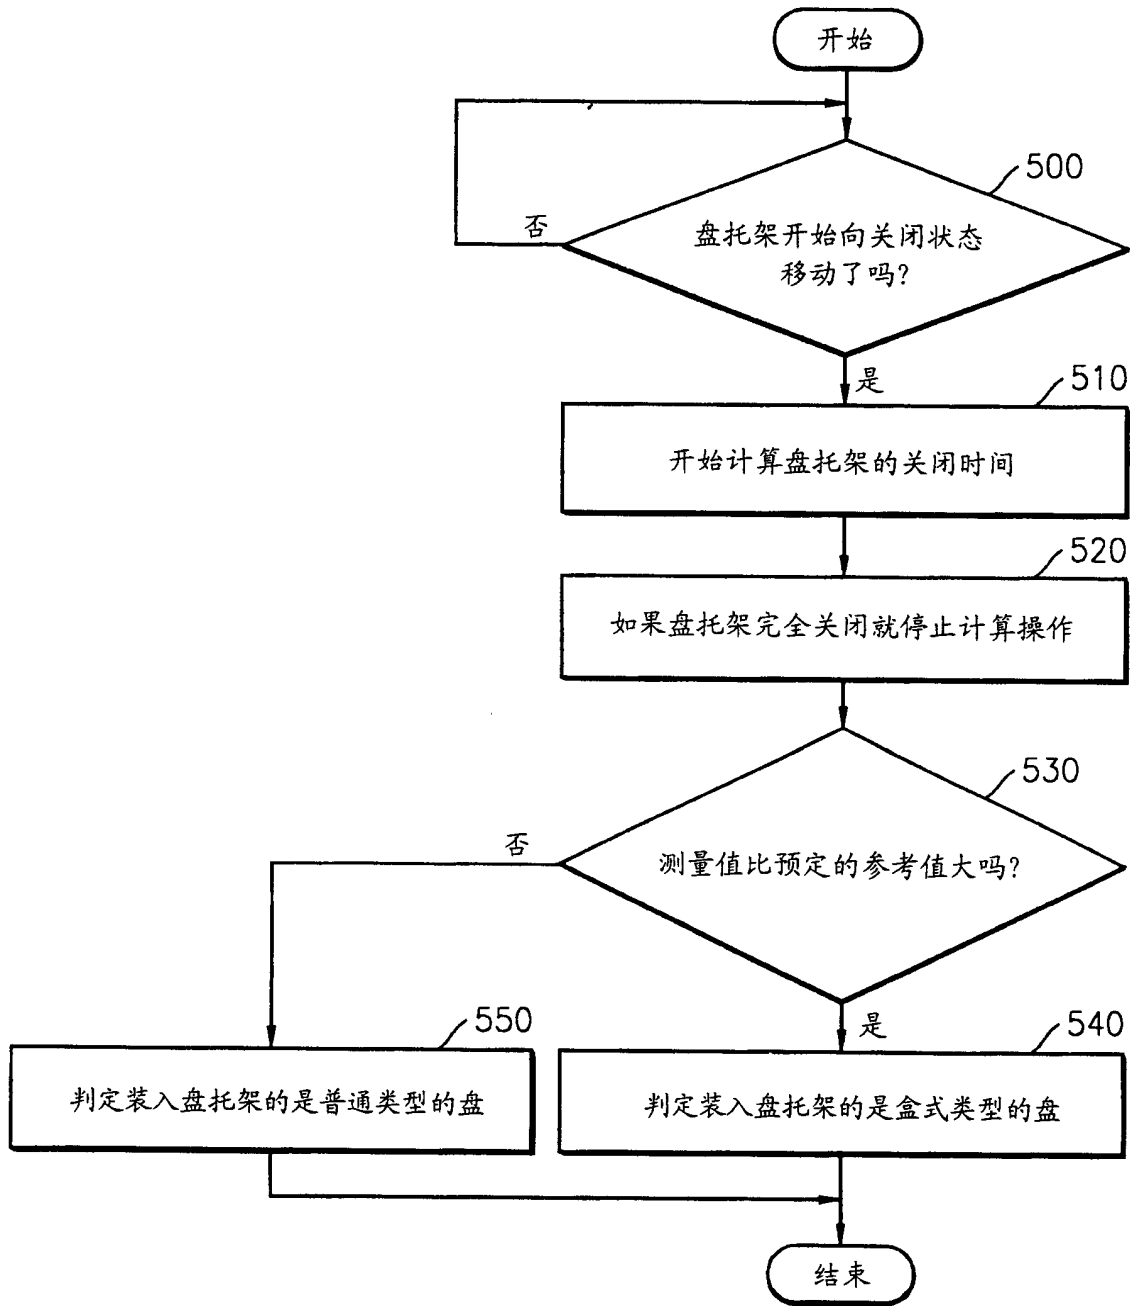 开始
500
盘托架开始向关闭状态
移动了吗?
否
是
510
开始计算盘托架的关闭时间
520
如果盘托架完全关闭就停止计算操作
530
测量值比预定的参考值大吗?
否
是
550
判定装入盘托架的是普通类型的盘
540
判定装入盘托架的是盒式类型的盘
结束